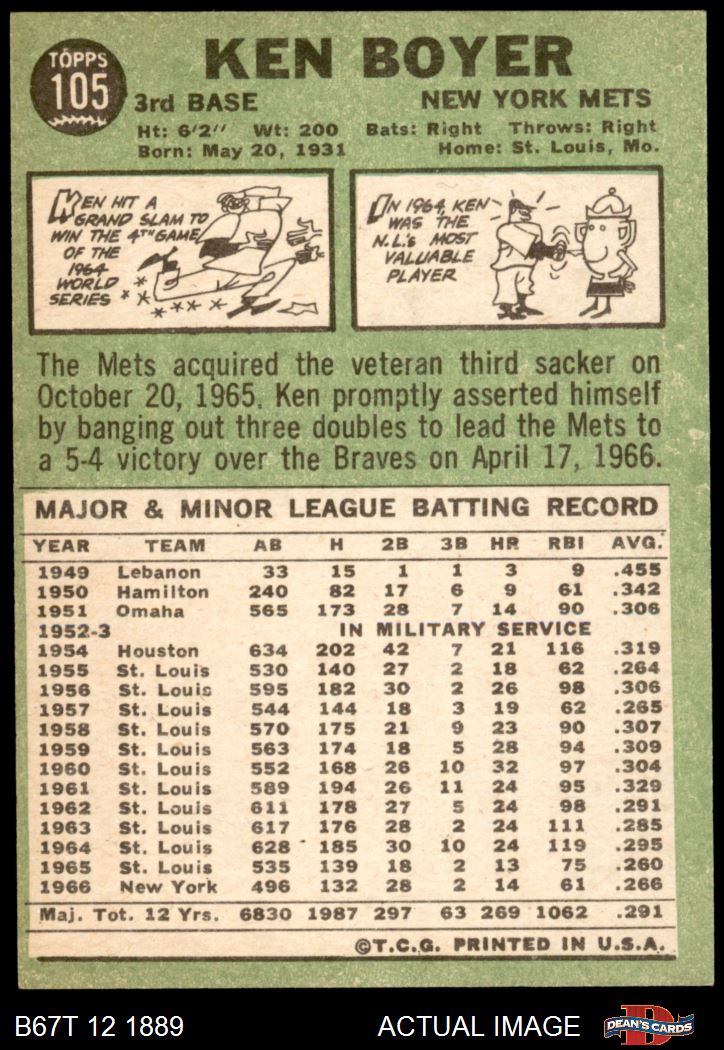 TOPPS
105
KEN BOYER
3rd BASE NEW YORK METS
Ht: 6'2" Wt: 200 Bats: Right Throws: Right
Born: May 20, 1931 Home: St. Louis, Mo.
KEN HIT A
GRAND SLAM TO
WIN THE 4TH GAME
OF THE
1964
WORLD
SERIES
IN 1964, KEN
WAS THE
N.L.'s MOST
VALUABLE
PLAYER
The Mets acquired the veteran third sacker on
October 20, 1965. Ken promptly asserted himself
by banging out three doubles to lead the Mets to
a 5-4 victory over the Braves on April 17, 1966.
MAJOR & MINOR LEAGUE BATTING RECORD
YEAR TEAM AB H 2B 3B HR RBI AVG.
1949 Lebanon 33 15 1 1 3 9 .455
1950 Hamilton 240 82 17 6 9 61 .342
1951 Omaha 565 173 28 7 14 90 .306
1952-3 IN MILITARY SERVICE
1954 Houston 634 202 42 7 21 116 .319
1955 St. Louis 530 140 27 2 18 62 .264
1956 St. Louis 595 182 30 2 26 98 .306
1957 St. Louis 544 144 18 3 19 62 .265
1958 St. Louis 570 175 21 9 23 90 .307
1959 St. Louis 563 174 18 5 28 94 .309
1960 St. Louis 552 168 26 10 32 97 .304
1961 St. Louis 589 194 26 11 24 95 .329
1962 St. Louis 611 178 27 5 24 98 .291
1963 St. Louis 617 176 28 2 24 111 .285
1964 St. Louis 628 185 30 10 24 119 .295
1965 St. Louis 535 139 18 2 13 75 .260
1966 New York 496 132 28 2 14 61 .266
Maj. Tot. 12 Yrs. 6830 1987 297 63 269 1062 .291
©T.C.G. PRINTED IN U.S.A.
B67T 12 1889 ACTUAL IMAGE D DEAN'S CARDS